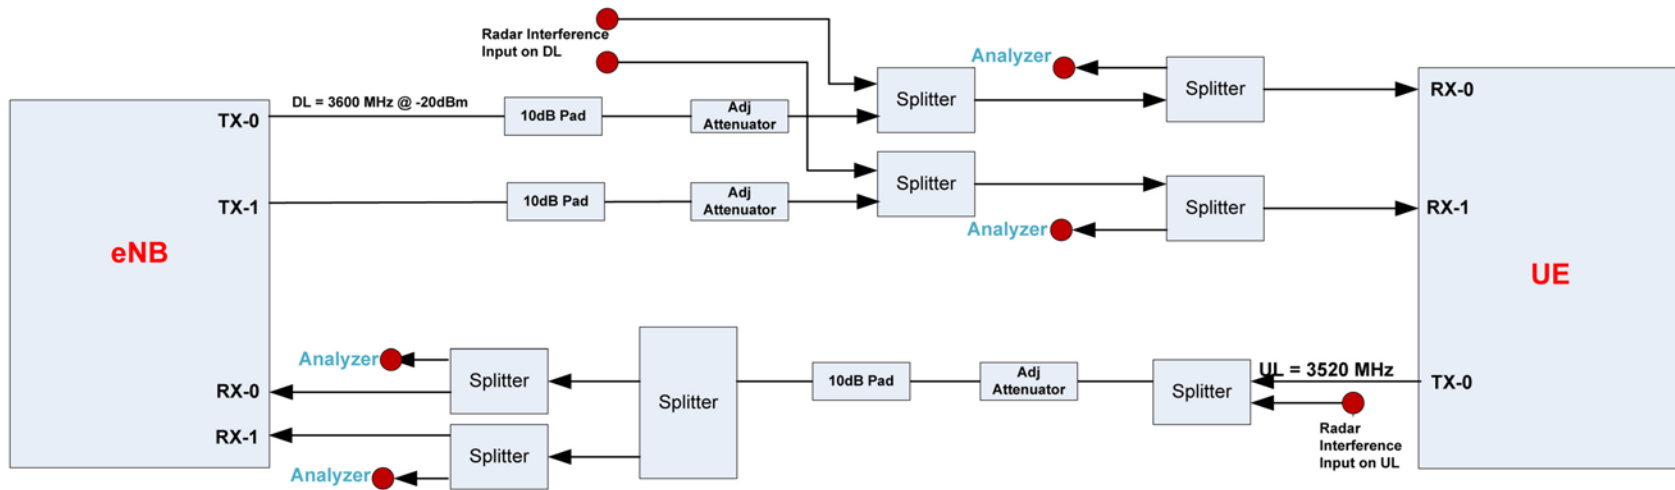 Radar Interference
Input on DL
Analyzer
Splitter
Splitter
RX-0
DL = 3600 MHz @ -20dBm
TX-0
10dB Pad
Adj
Attenuator
Splitter
TX-1
10dB Pad
Adj
Attenuator
Splitter
RX-1
Analyzer
eNB
UE
Analyzer
Splitter
RX-0
Splitter
10dB Pad
Adj
Attenuator
Splitter
UL = 3520 MHz
TX-0
RX-1
Splitter
Analyzer
Radar
Interference
Input on UL